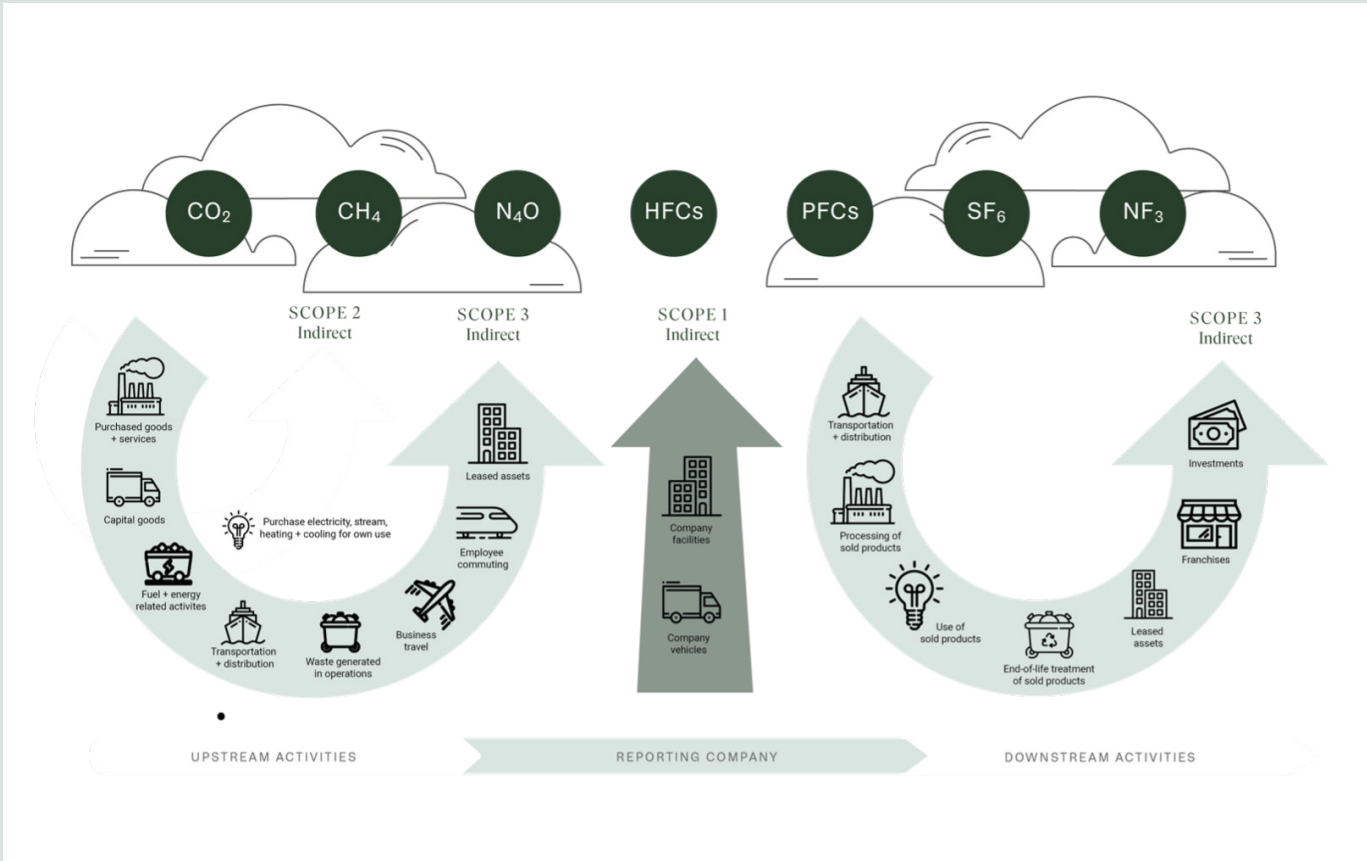 CO₂
CH₄
N₄O
HFCs
PFCs
SF₆
NF₃
SCOPE 2
Indirect
SCOPE 3
Indirect
SCOPE 1
Indirect
SCOPE 3
Indirect
Purchased goods
+ services
Capital goods
Fuel + energy
related activites
Transportation
+ distribution
Waste generated
in operations
Business
travel
Employee
commuting
Leased assets
Purchase electricity, stream,
heating + cooling for own use
Company
facilities
Company
vehicles
Transportation
+ distribution
Processing of
sold products
Use of
sold products
End-of-life treatment
of sold products
Leased
assets
Franchises
Investments
UPSTREAM ACTIVITIES
REPORTING COMPANY
DOWNSTREAM ACTIVITIES